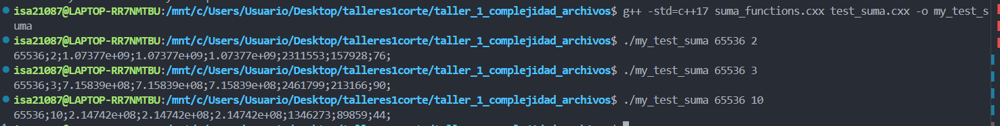 isa21087@LAPTOP-RR7NMTBU:/mnt/c/Users/Usuario/Desktop/talleres1corte/taller_1_complejidad_archivos$ g++ -std=c++17 suma_functions.cxx test_suma.cxx -o my_test_s
uma
isa21087@LAPTOP-RR7NMTBU:/mnt/c/Users/Usuario/Desktop/talleres1corte/taller_1_complejidad_archivos$ ./my_test_suma 65536 2
65536;2;1.07377e+09;1.07377e+09;1.07377e+09;2311553;157928;76;
isa21087@LAPTOP-RR7NMTBU:/mnt/c/Users/Usuario/Desktop/talleres1corte/taller_1_complejidad_archivos$ ./my_test_suma 65536 3
65536;3;7.15839e+08;7.15839e+08;7.15839e+08;2461799;213166;90;
isa21087@LAPTOP-RR7NMTBU:/mnt/c/Users/Usuario/Desktop/talleres1corte/taller_1_complejidad_archivos$ ./my_test_suma 65536 10
65536;10;2.14742e+08;2.14742e+08;2.14742e+08;1346273;89859;44;